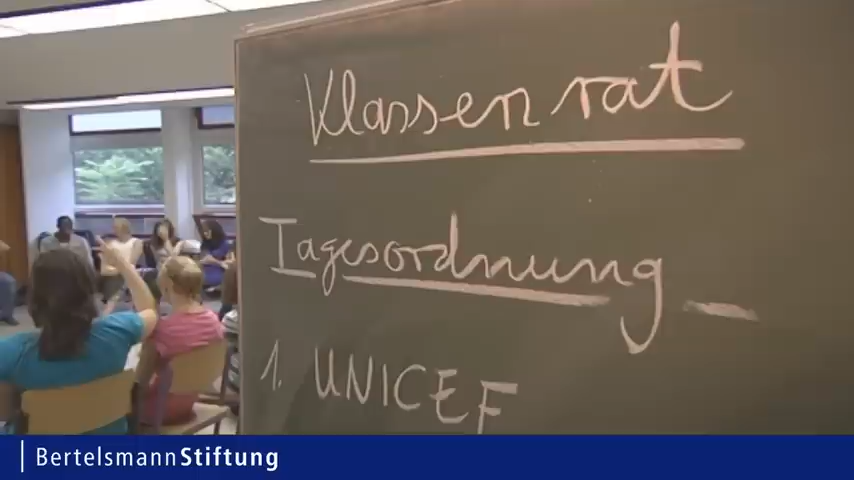 Klassenrat
Tagesordnung
1. UNICEF
BertelsmannStiftung